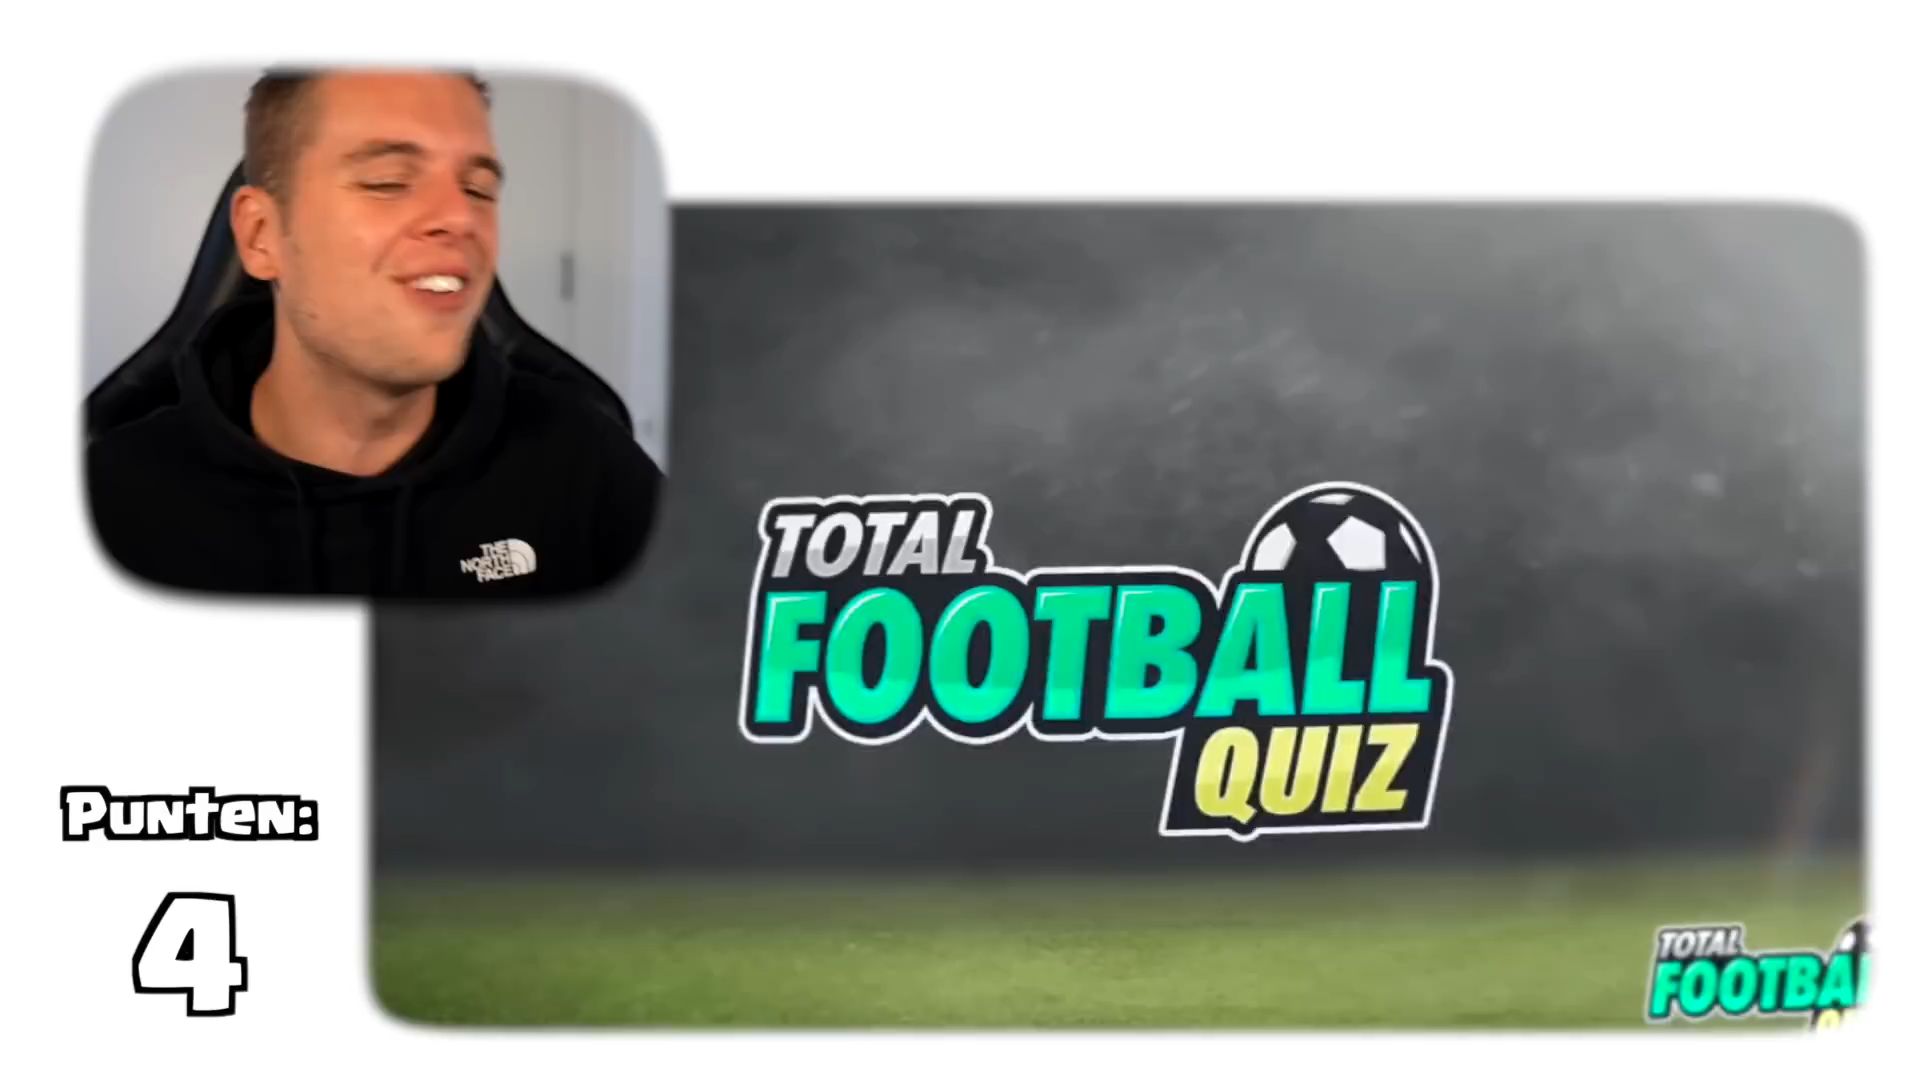 THE
NORTH
FACE
TOTAL
FOOTBALL
QUIZ
Punten:
4
TOTAL
FOOTBA